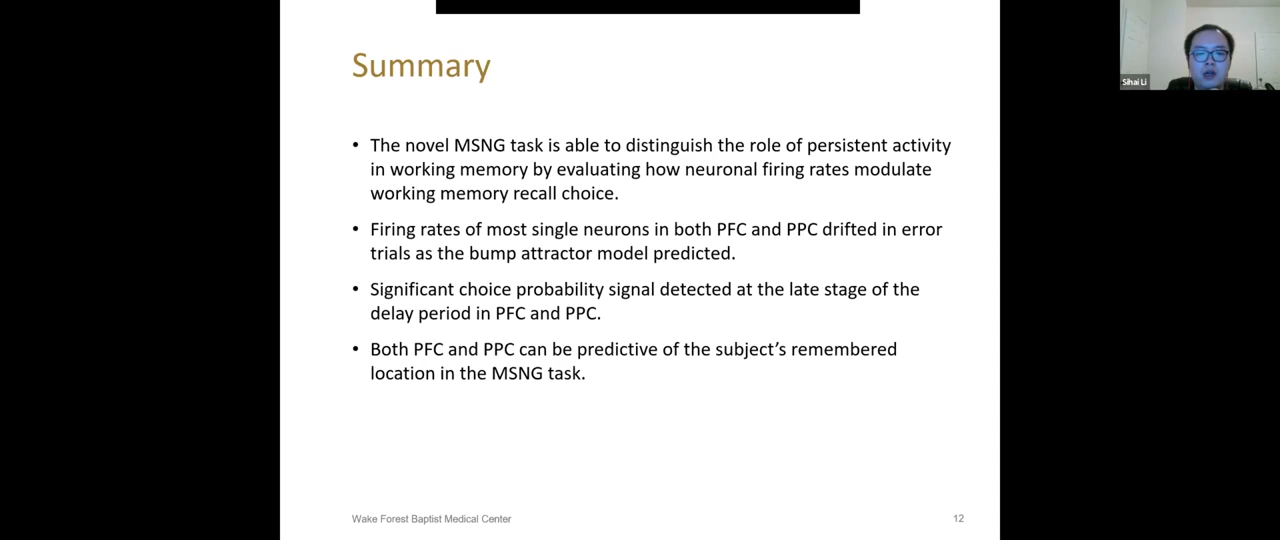 Summary
• The novel MSNG task is able to distinguish the role of persistent activity
in working memory by evaluating how neuronal firing rates modulate
working memory recall choice.
• Firing rates of most single neurons in both PFC and PPC drifted in error
trials as the bump attractor model predicted.
• Significant choice probability signal detected at the late stage of the
delay period in PFC and PPC.
• Both PFC and PPC can be predictive of the subject’s remembered
location in the MSNG task.
Wake Forest Baptist Medical Center
12
Sihai Li